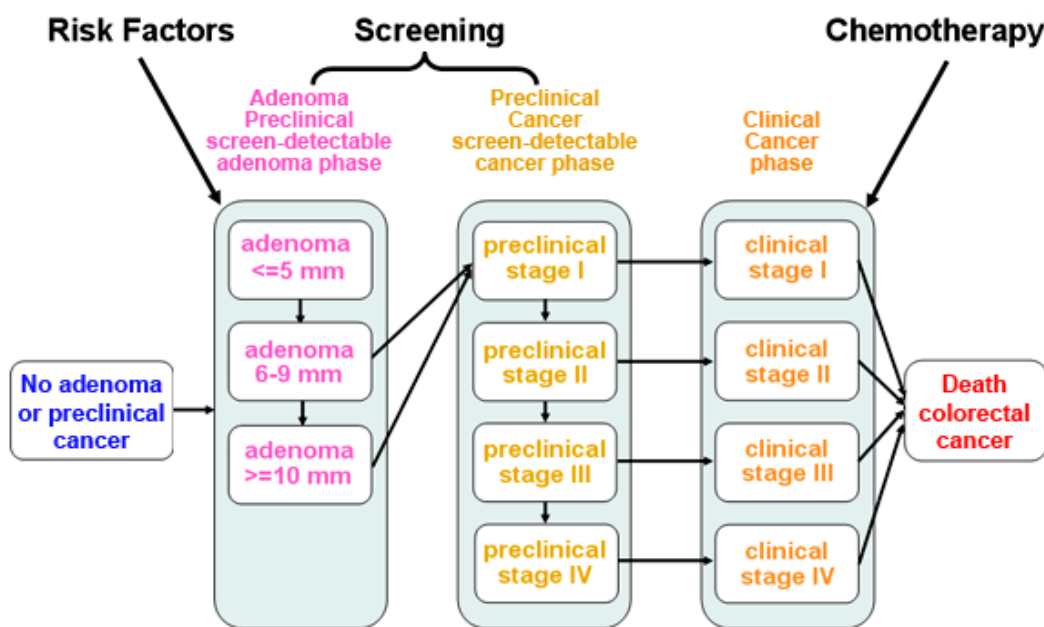 Risk Factors
Screening
Chemotherapy
Adenoma
Preclinical
screen-detectable
adenoma phase
Preclinical
Cancer
screen-detectable
cancer phase
Clinical
Cancer
phase
No adenoma
or preclinical
cancer
adenoma
<=5 mm
adenoma
6-9 mm
adenoma
>=10 mm
preclinical
stage I
preclinical
stage II
preclinical
stage III
preclinical
stage IV
clinical
stage I
clinical
stage II
clinical
stage III
clinical
stage IV
Death
colorectal
cancer